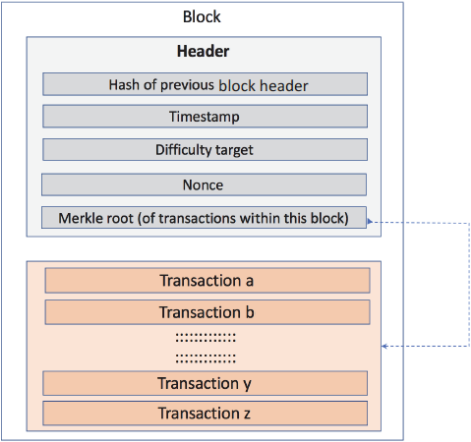 Block
Header
Hash of previous block header
Timestamp
Difficulty target
Nonce
Merkle root (of transactions within this block)
Transaction a
Transaction b
:::::::::::::
:::::::::::::
Transaction y
Transaction z